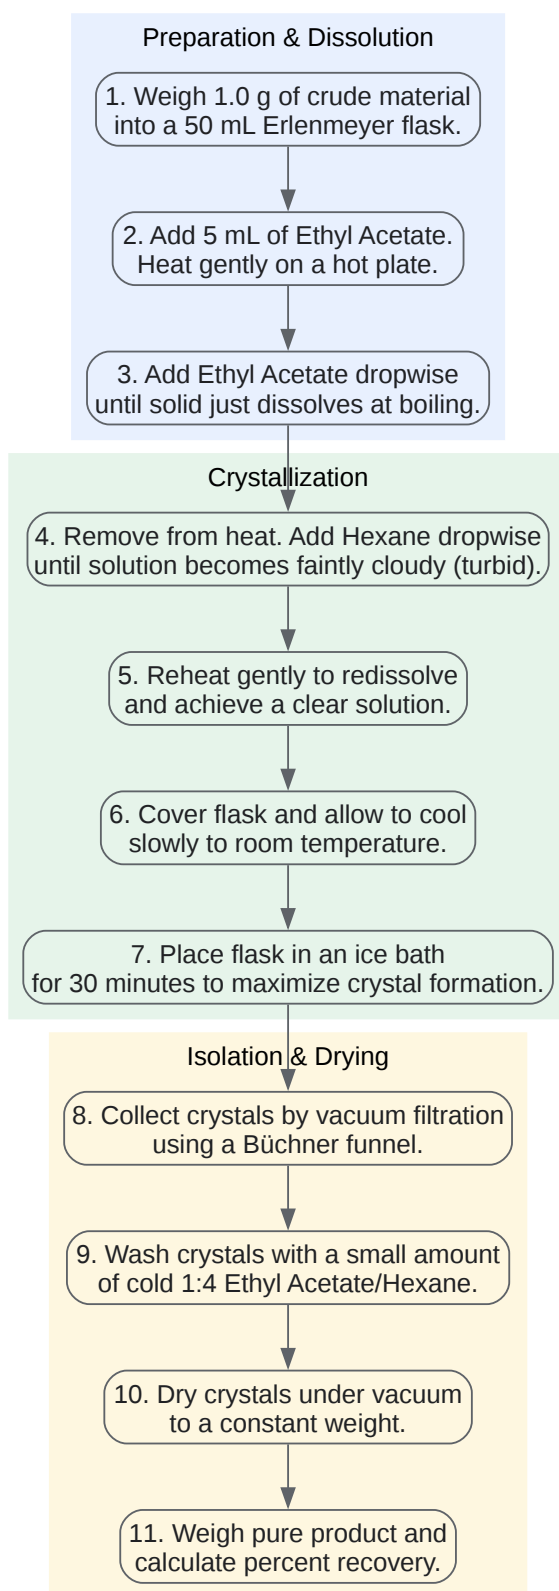 Preparation & Dissolution
1. Weigh 1.0 g of crude material
into a 50 mL Erlenmeyer flask.
2. Add 5 mL of Ethyl Acetate.
Heat gently on a hot plate.
3. Add Ethyl Acetate dropwise
until solid just dissolves at boiling.
Crystallization
4. Remove from heat. Add Hexane dropwise
until solution becomes faintly cloudy (turbid).
5. Reheat gently to redissolve
and achieve a clear solution.
6. Cover flask and allow to cool
slowly to room temperature.
7. Place flask in an ice bath
for 30 minutes to maximize crystal formation.
Isolation & Drying
8. Collect crystals by vacuum filtration
using a Büchner funnel.
9. Wash crystals with a small amount
of cold 1:4 Ethyl Acetate/Hexane.
10. Dry crystals under vacuum
to a constant weight.
11. Weigh pure product and
calculate percent recovery.